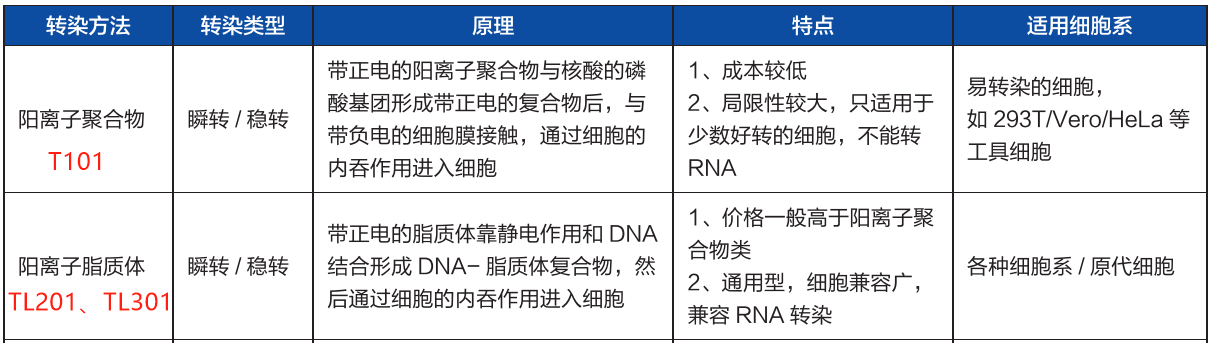 转染方法
转染类型
原理
特点
适用细胞系
阳离子聚合物
T101
瞬转 / 稳转
带正电的阳离子聚合物与核酸的磷
酸基团形成带正电的复合物后，与
带负电的细胞膜接触，通过细胞的
内吞作用进入细胞
1、成本较低
2、局限性较大，只适用于
少数好转的细胞，不能转
RNA
易转染的细胞，
如 293T/Vero/HeLa 等
工具细胞
阳离子脂质体
TL201、TL301
瞬转 / 稳转
带正电的脂质体靠静电作用和 DNA
结合形成 DNA- 脂质体复合物，然
后通过细胞的内吞作用进入细胞
1、价格一般高于阳离子聚
合物类
2、通用型，细胞兼容广，
兼容 RNA 转染
各种细胞系 / 原代细胞